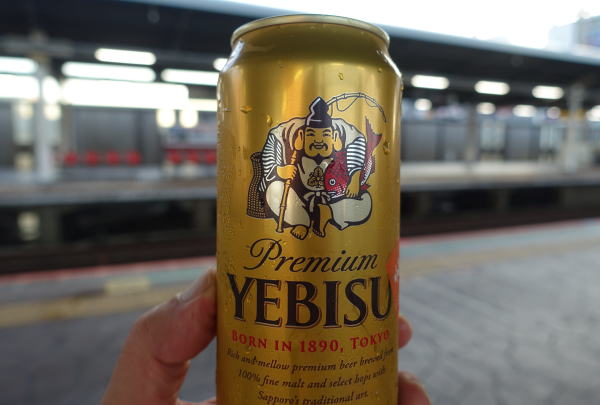 Premium
YEBISU
BORN IN 1890, TOKYO
Rich and mellow premium beer brewed from
100% fine malt and select hops with
Sapporo's traditional art.